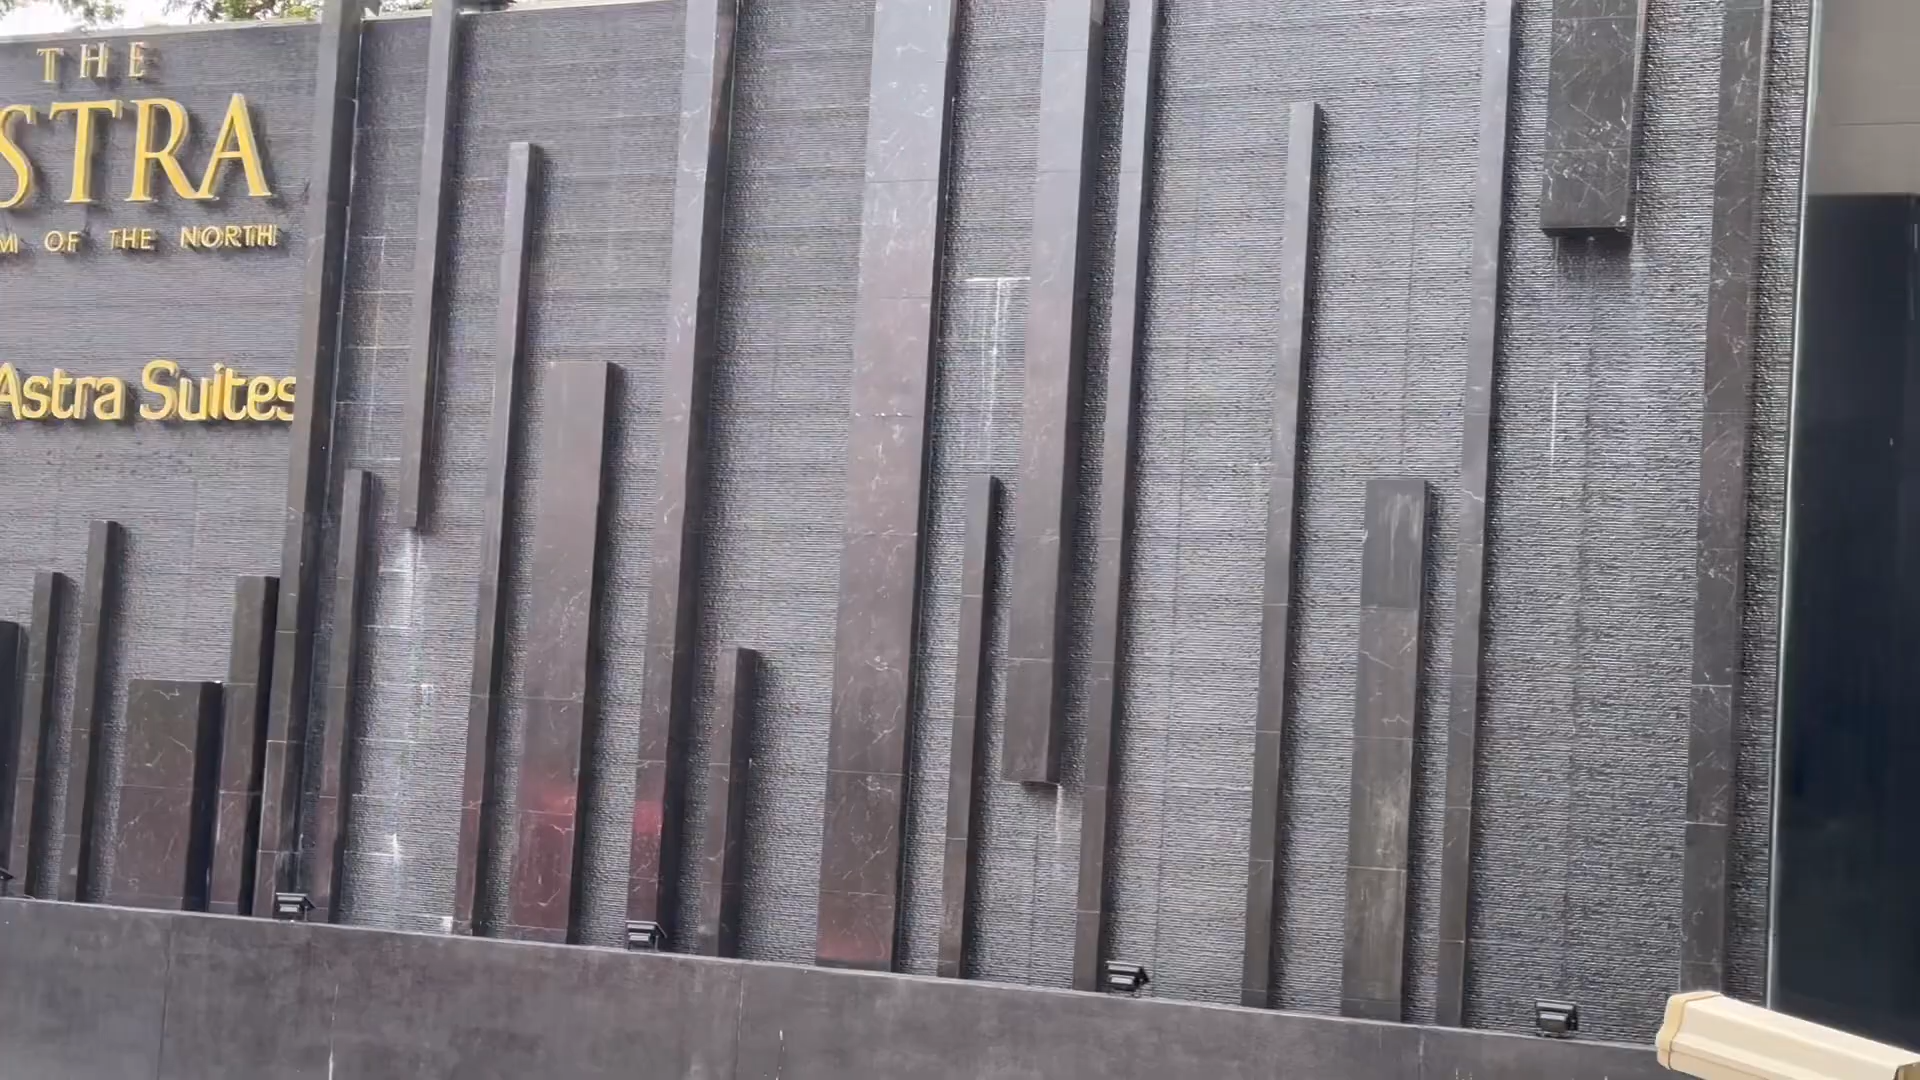 THE
STRA
M OF THE NORTH
Astra Suites